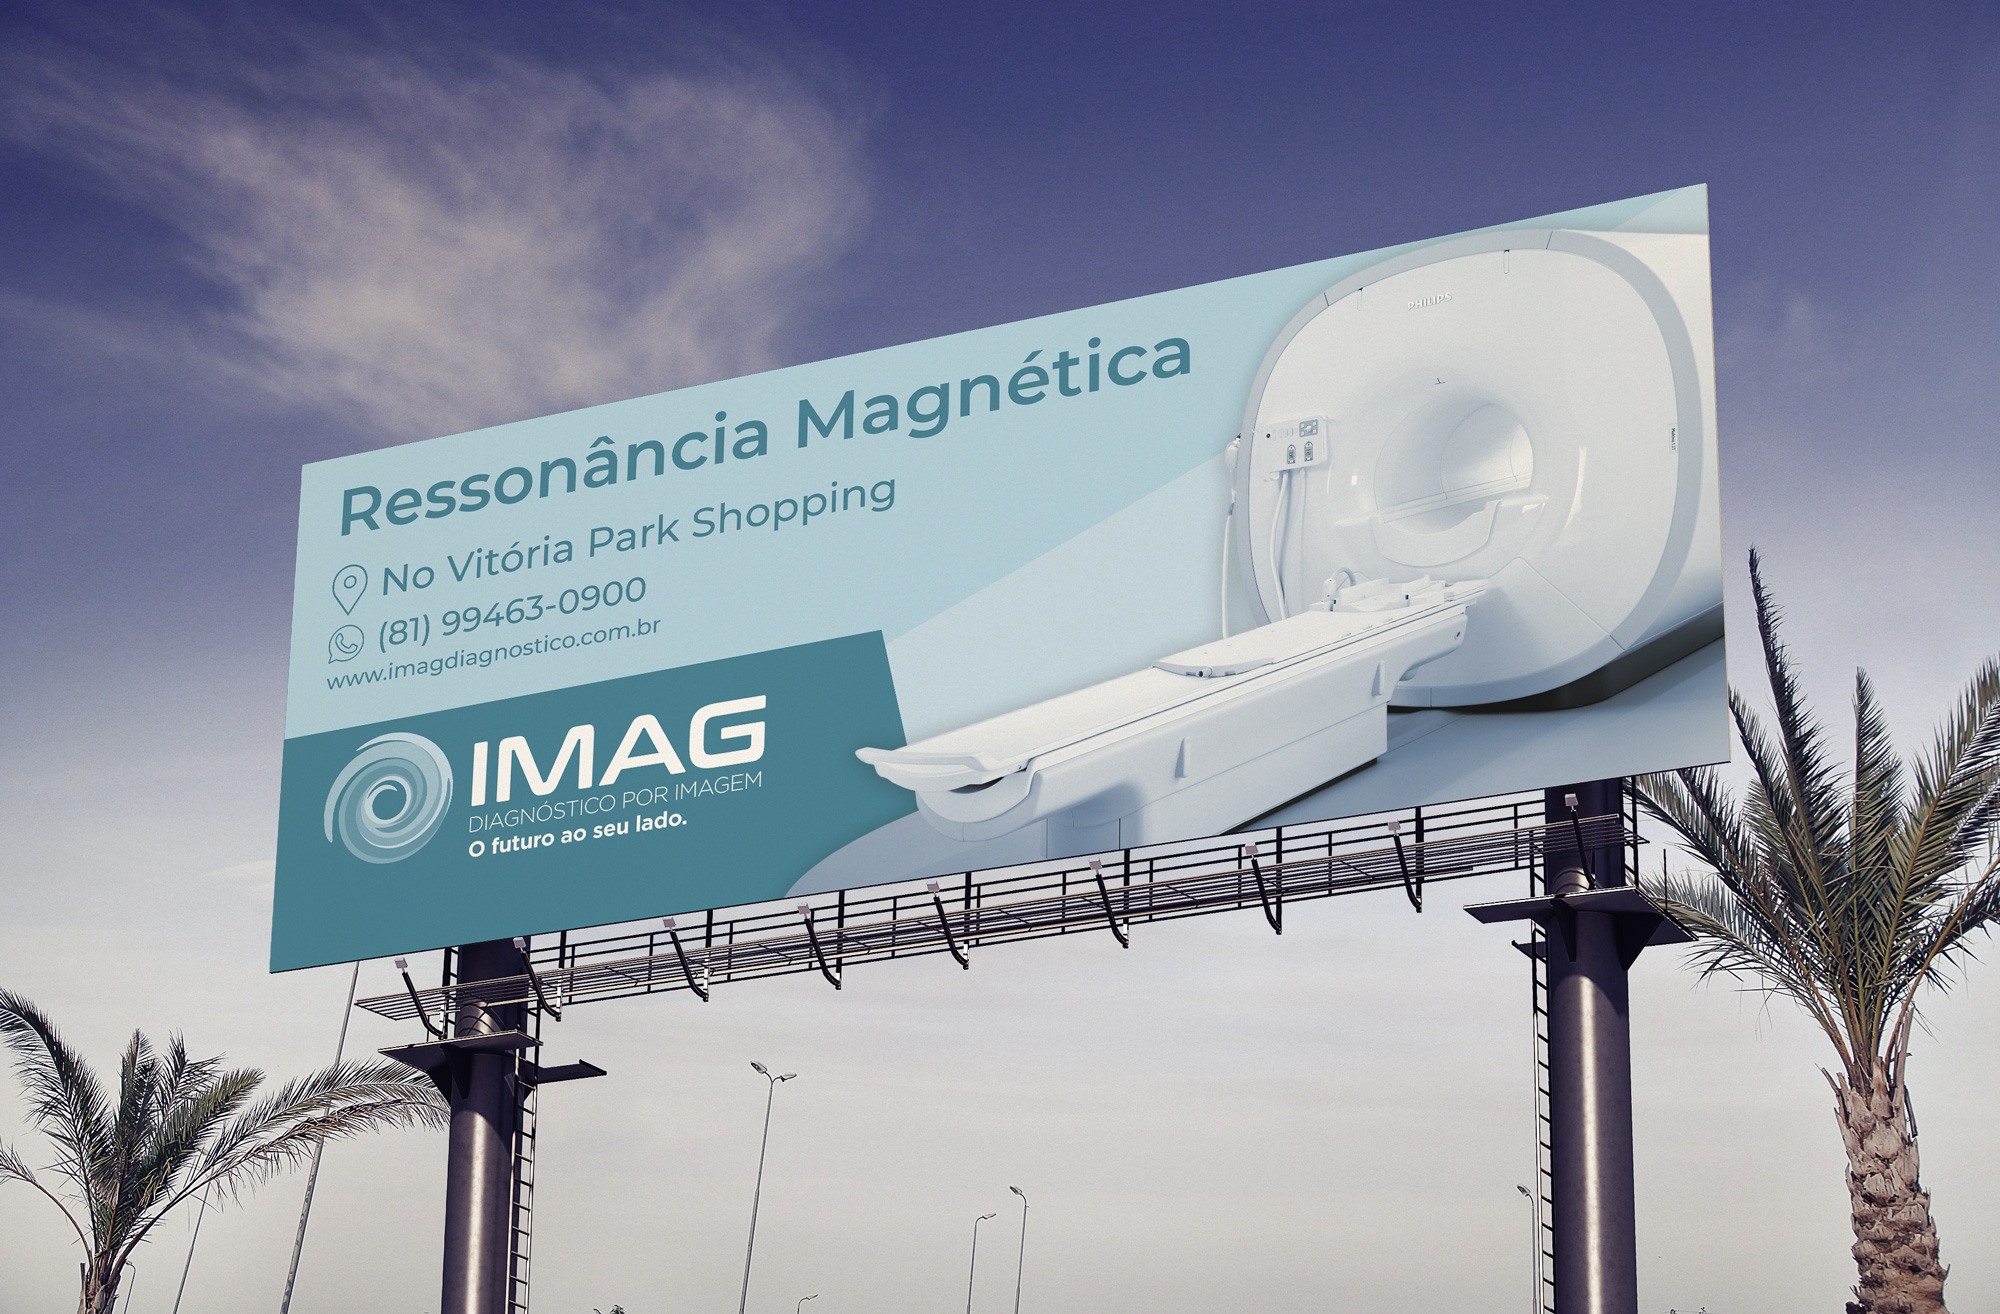 Ressonância Magnética
No Vitória Park Shopping
(81) 99463-0900
www.imagdiagnostico.com.br
IMAG
DIAGNÓSTICO POR IMAGEM
O futuro ao seu lado.
PHILIPS